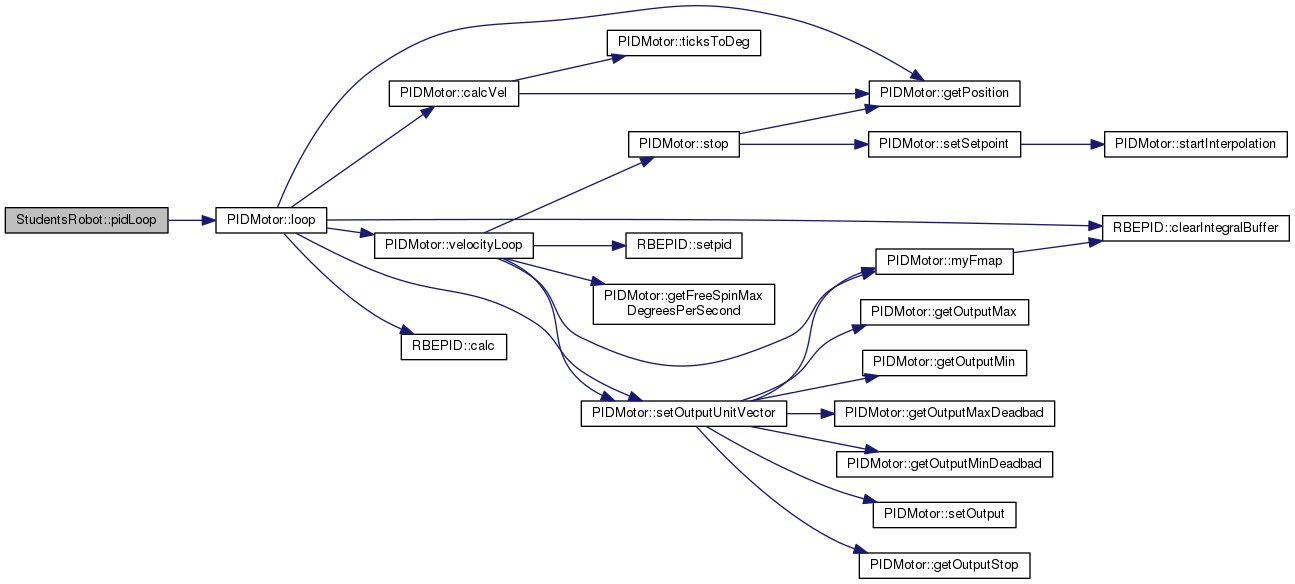 PIDMotor::ticksToDeg
PIDMotor::calcVel
PIDMotor::getPosition
PIDMotor::stop
PIDMotor::setSetpoint
PIDMotor::startInterpolation
StudentsRobot::pidLoop
PIDMotor::loop
RBEPID::clearIntegralBuffer
PIDMotor::velocityLoop
RBEPID::setpid
PIDMotor::myFmap
PIDMotor::getFreeSpinMax
DegreesPerSecond
PIDMotor::getOutputMax
RBEPID::calc
PIDMotor::getOutputMin
PIDMotor::setOutputUnitVector
PIDMotor::getOutputMaxDeadbad
PIDMotor::getOutputMinDeadbad
PIDMotor::setOutput
PIDMotor::getOutputStop